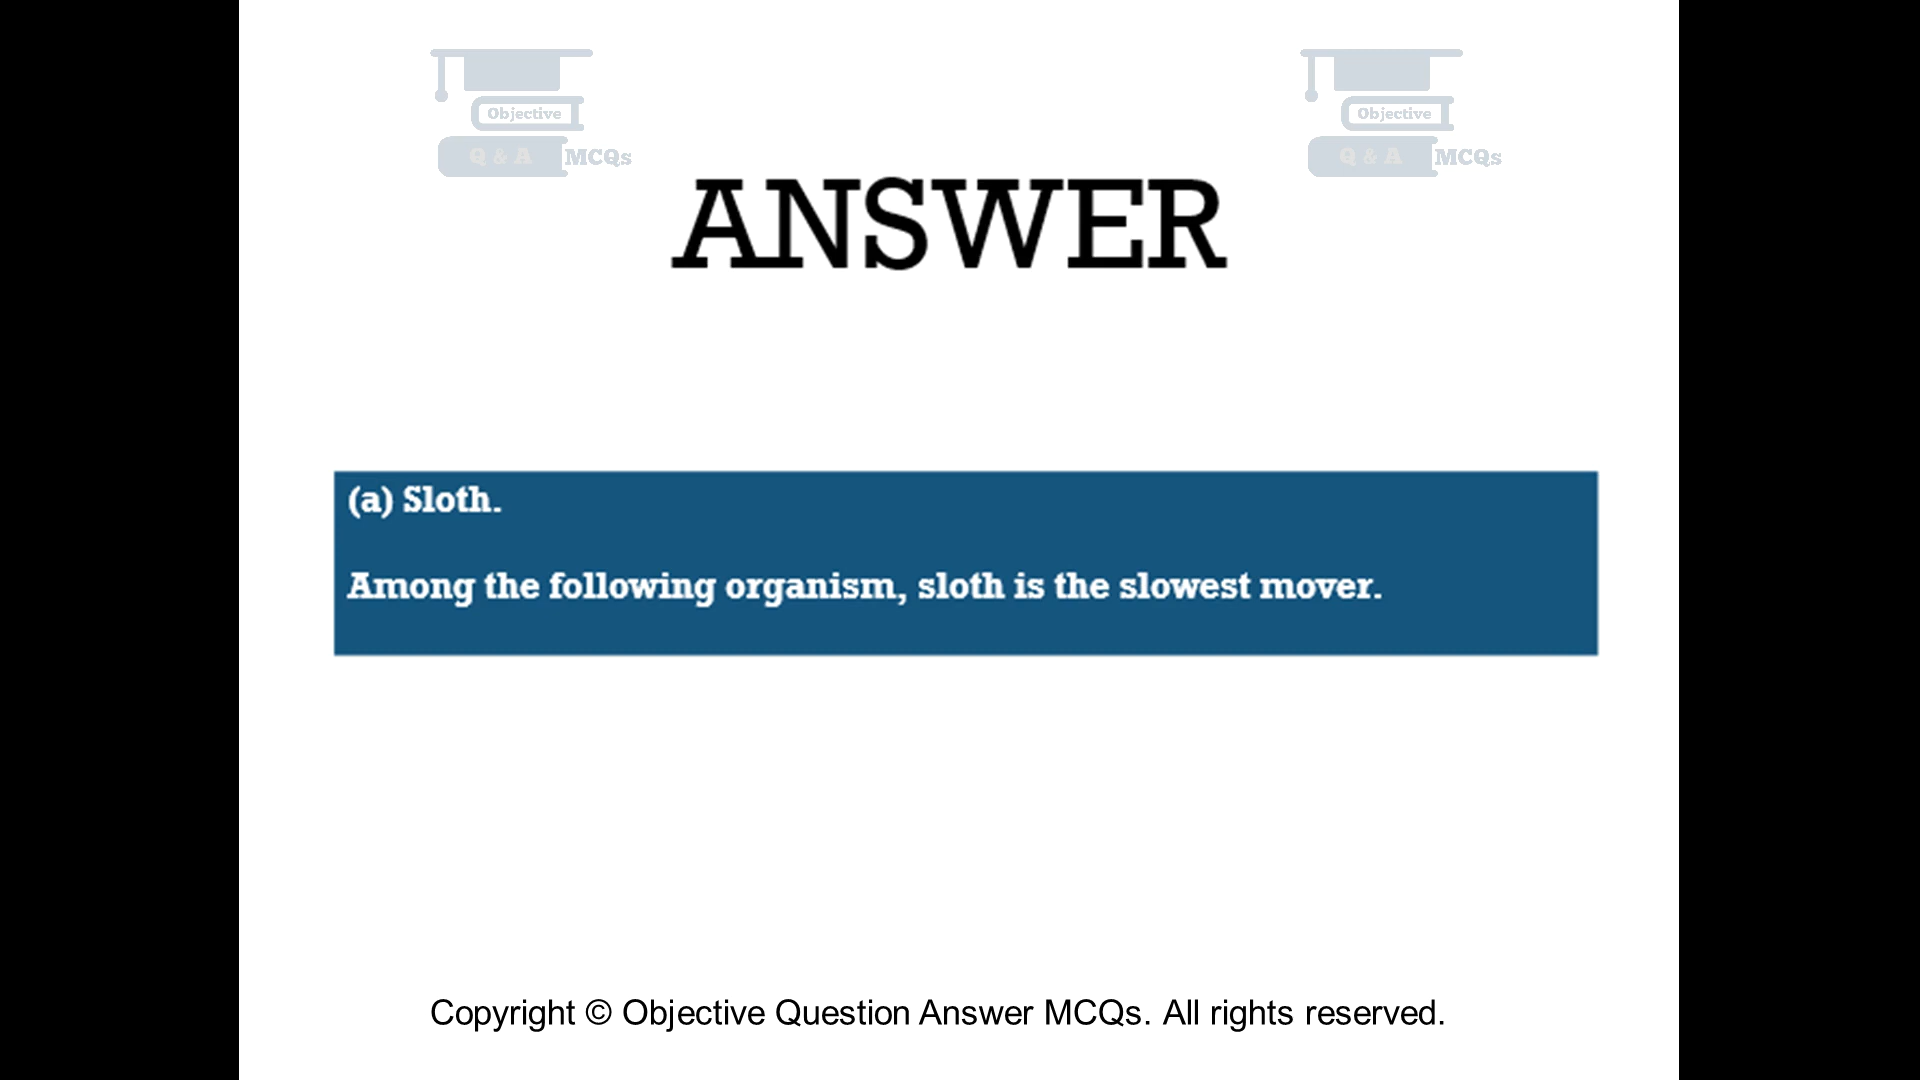 Objective
Q & A MCQs
Objective
Q & A MCQs
ANSWER
(a) Sloth.
Among the following organism, sloth is the slowest mover.
Copyright © Objective Question Answer MCQs. All rights reserved.